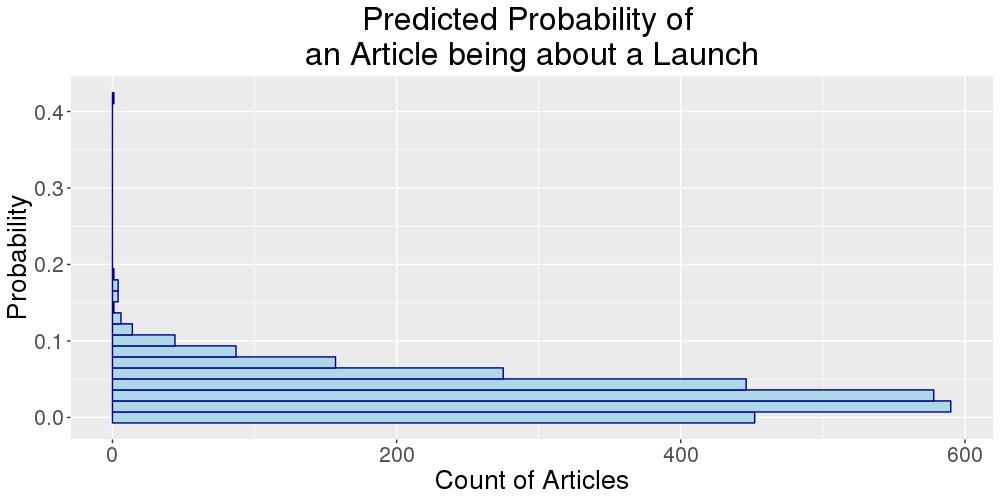 Predicted Probability of
an Article being about a Launch
Probability
0.4
0.3
0.2
0.1
0.0
0 200 400 600
Count of Articles